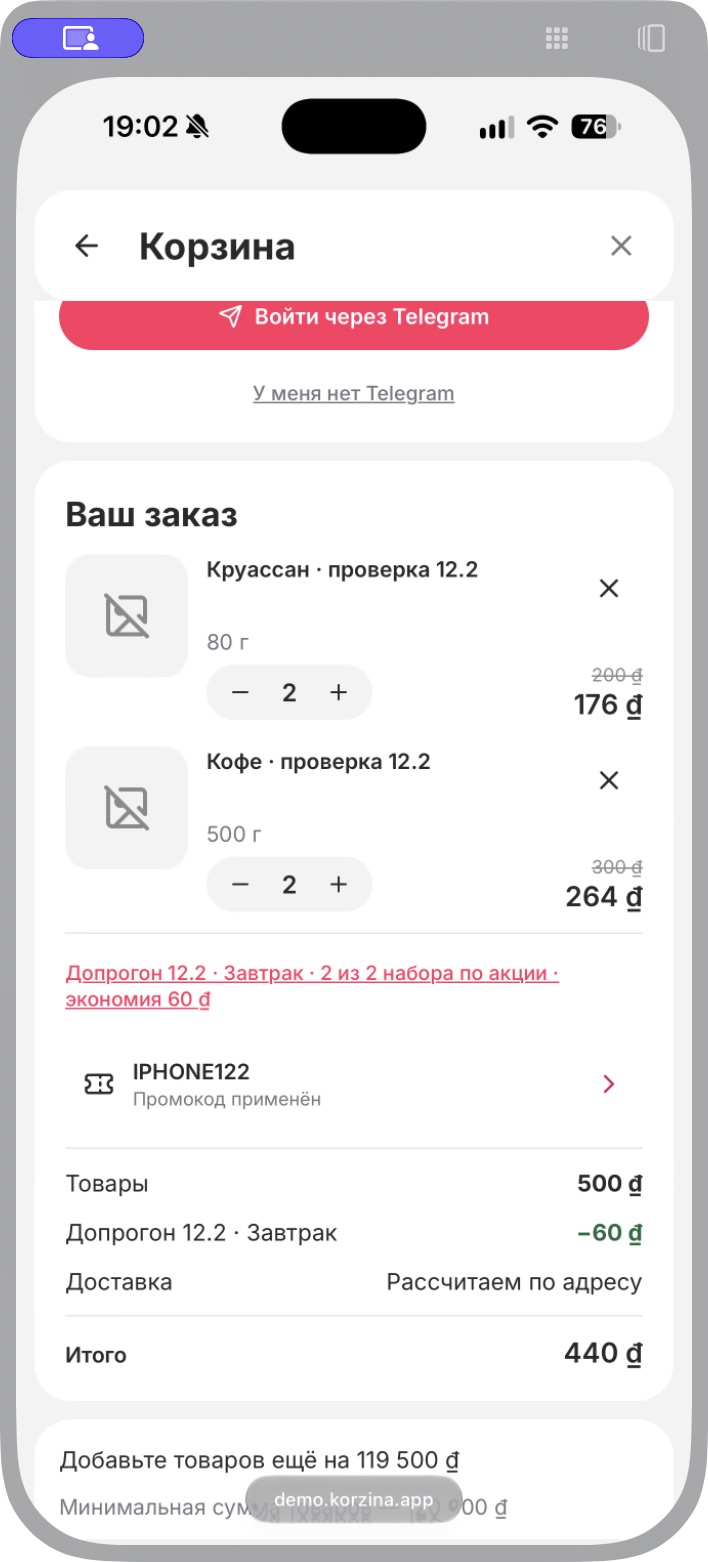 19:02
76
Корзина
Войти через Telegram
У меня нет Telegram
Ваш заказ
Круассан · проверка 12.2
80 г
− 2 +
200 ₫
176 ₫
Кофе · проверка 12.2
500 г
− 2 +
300 ₫
264 ₫
Допрогон 12.2 · Завтрак · 2 из 2 набора по акции ·
экономия 60 ₫
IPHONE122
Промокод применён
Товары 500 ₫
Допрогон 12.2 · Завтрак −60 ₫
Доставка Рассчитаем по адресу
Итого 440 ₫
Добавьте товаров ещё на 119 500 ₫
Минимальная 00 ₫
demo.korzina.app